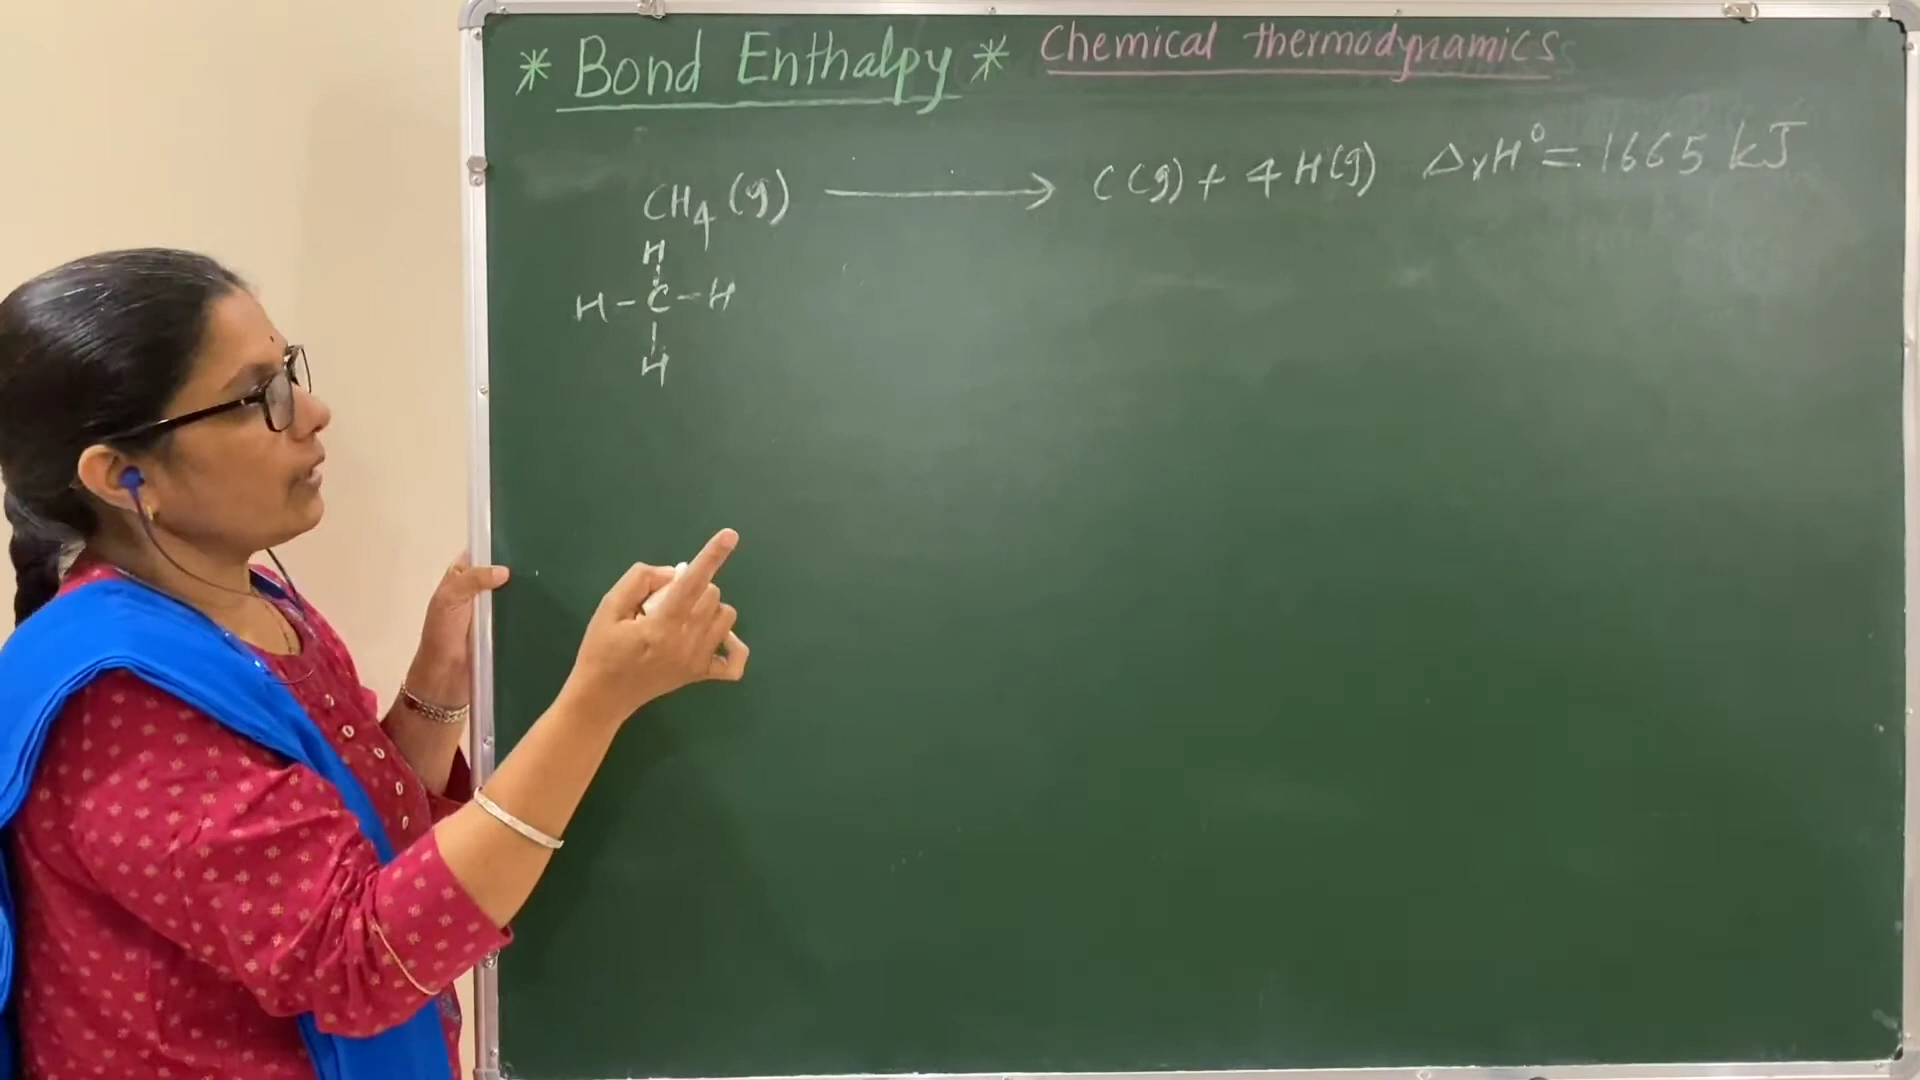 * Bond Enthalpy * Chemical thermodynamics
CH₄ (g) ⟶ C(g) + 4H(g) ΔrH° = 1665 kJ
H
|
H - C - H
|
H